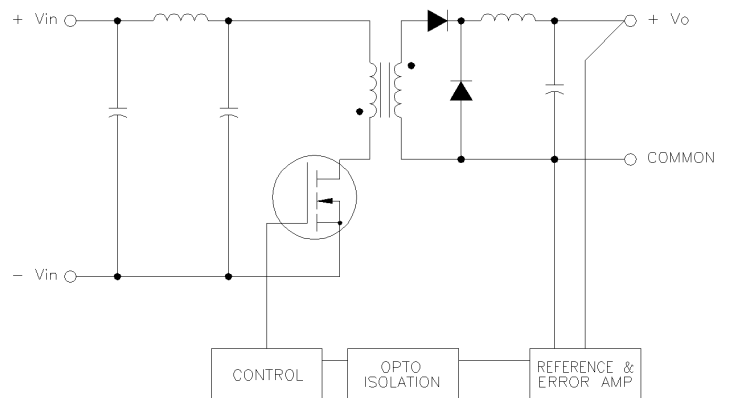 + Vin
+ Vo
COMMON
− Vin
CONTROL
OPTO
ISOLATION
REFERENCE &
ERROR AMP